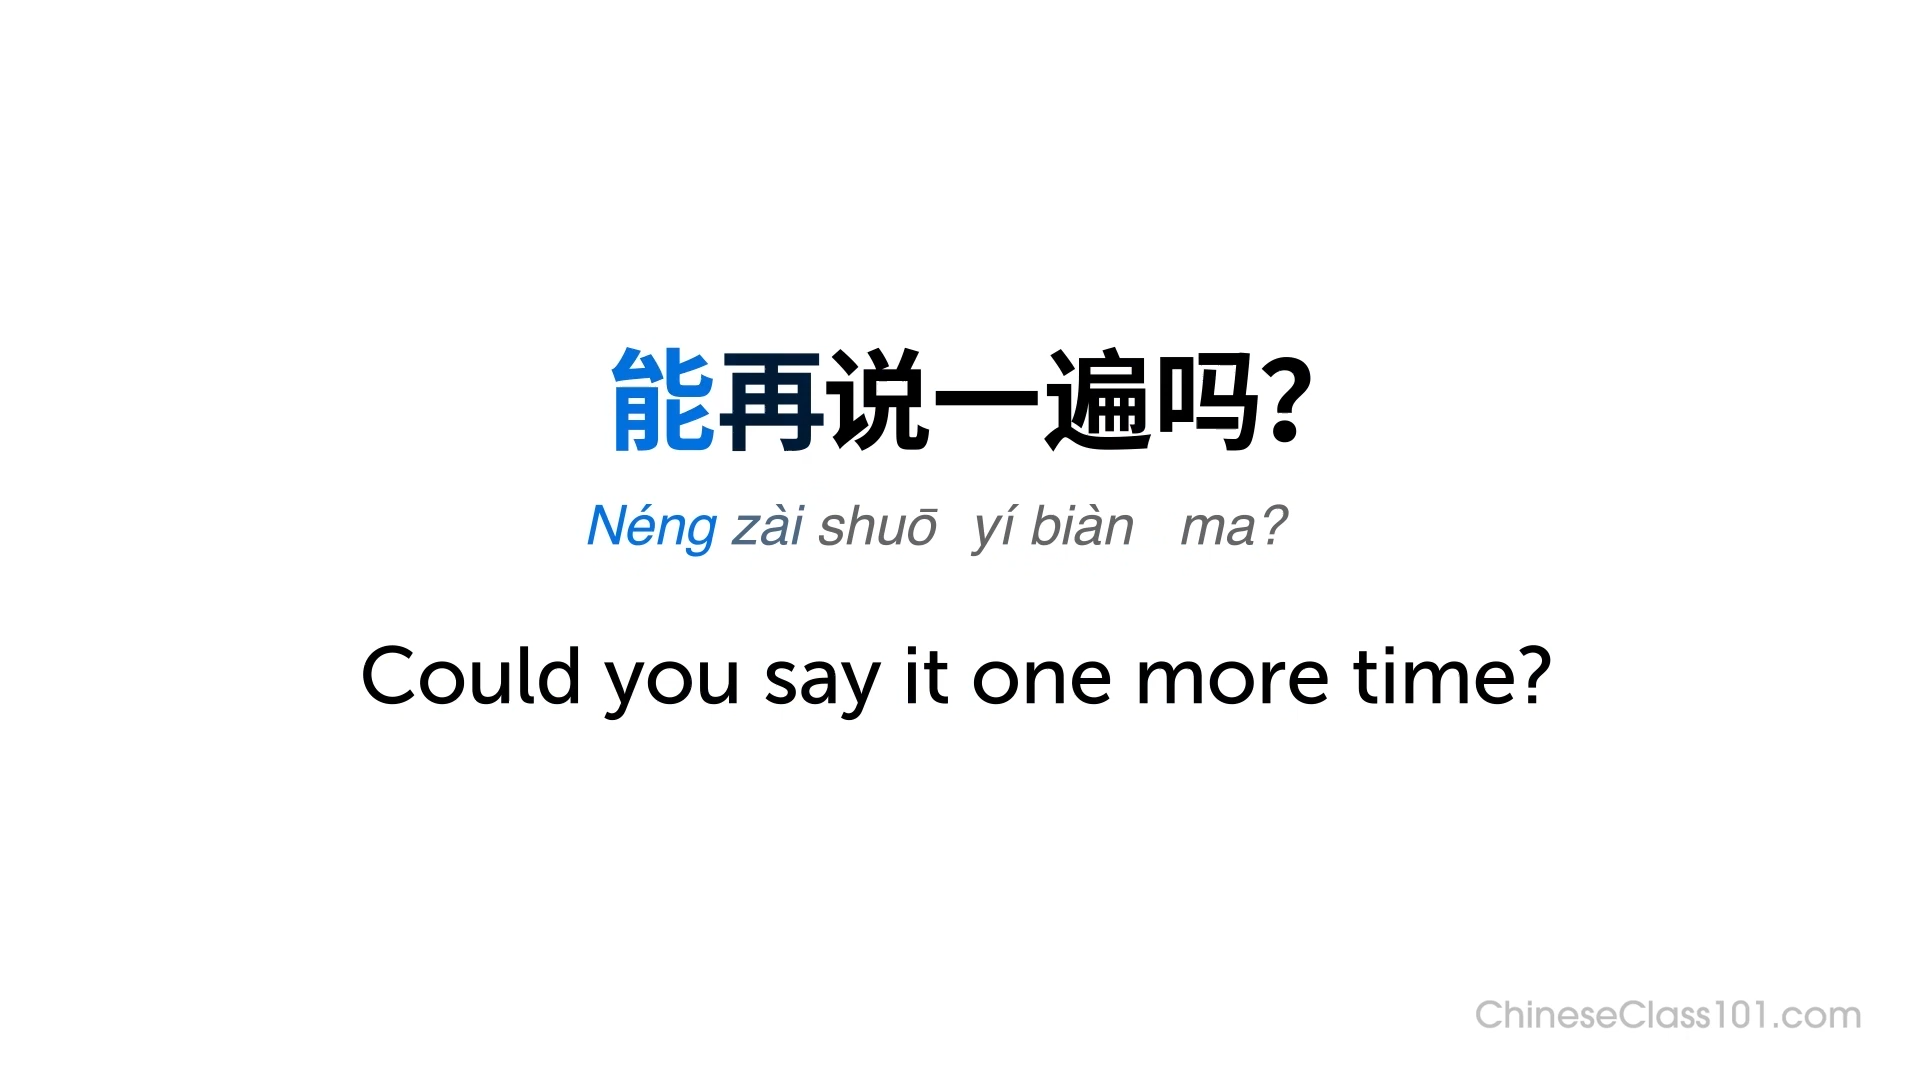 能再说一遍吗?
Néng zài shuō yí biàn ma?
Could you say it one more time?
ChineseClass101.com